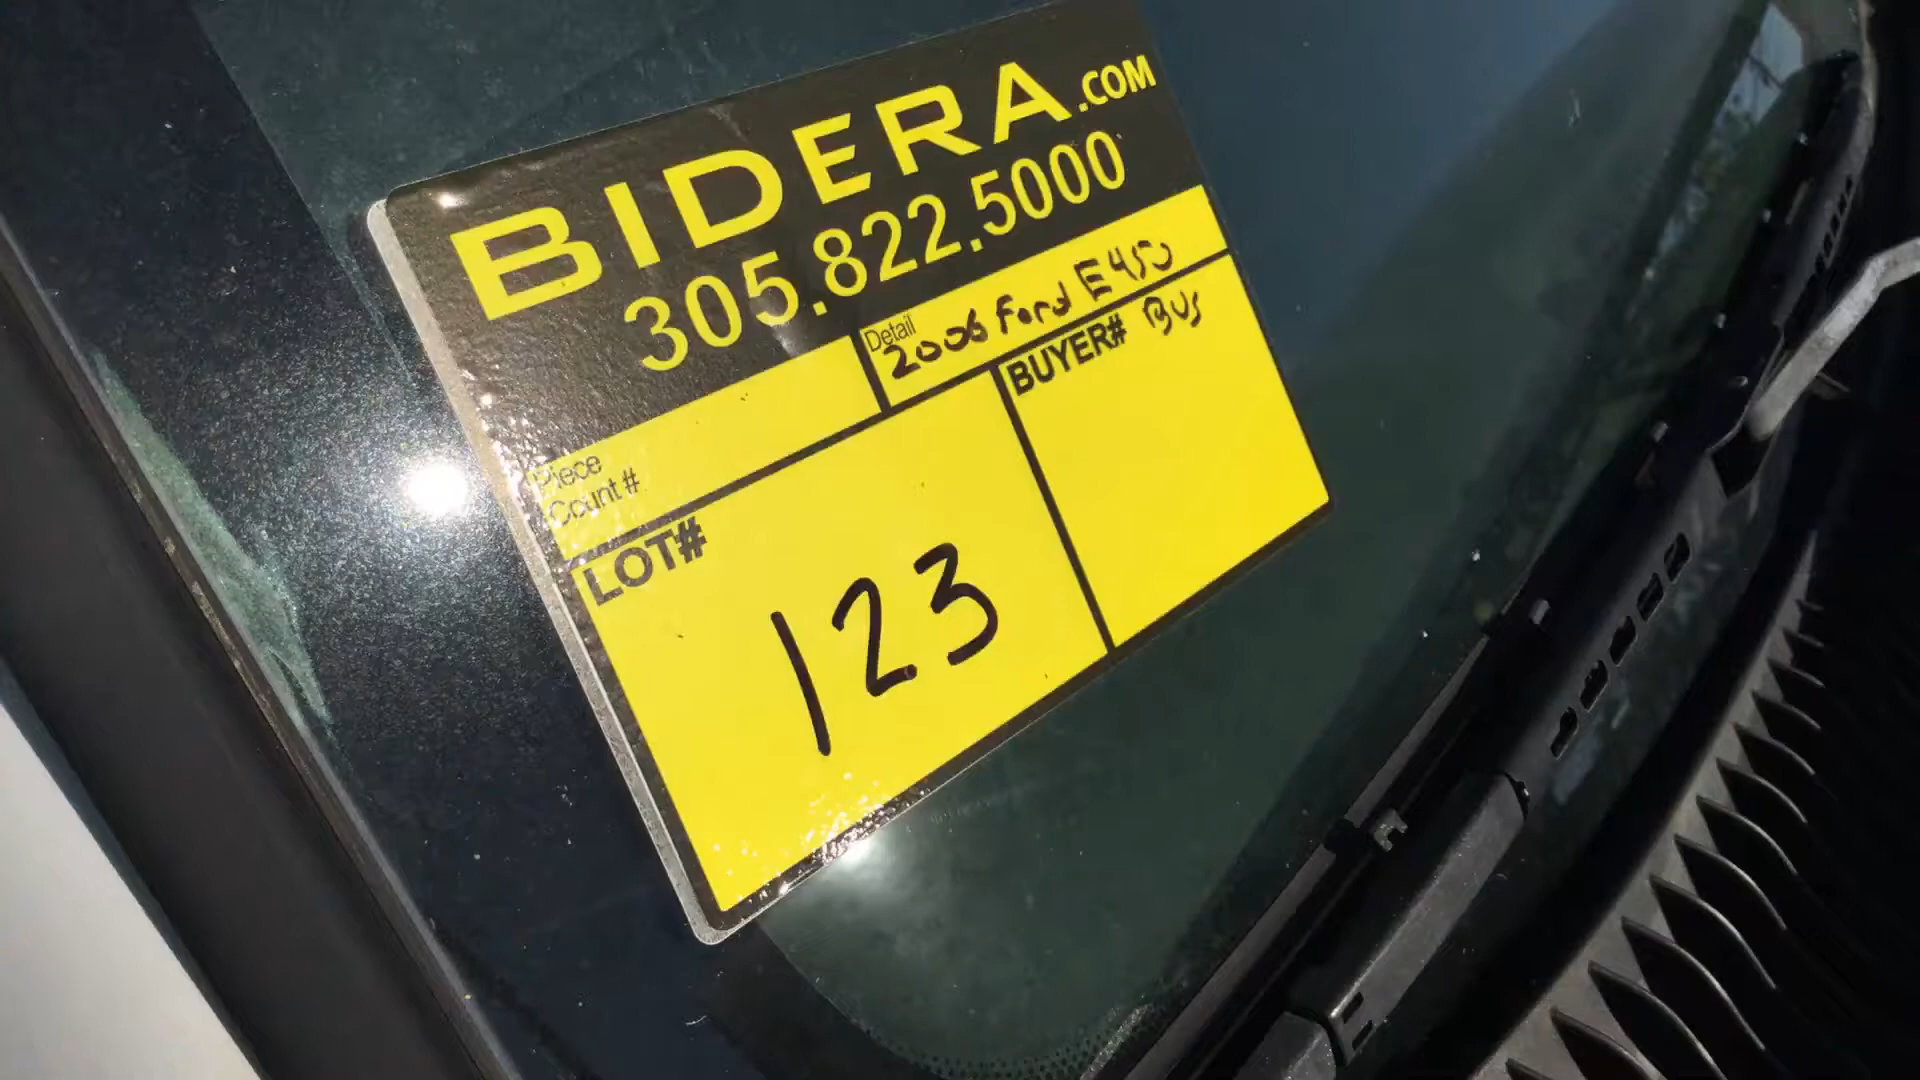 BIDERA.COM
305.822.5000
Piece
Count #
Detail
2006 Ford E450
Bus
LOT#
123
BUYER#